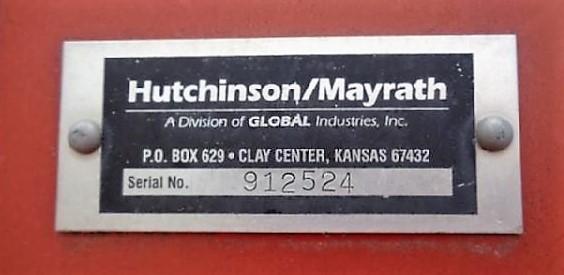 Hutchinson/Mayrath
A Division of GLOBAL Industries, Inc.
P.O. BOX 629 • CLAY CENTER, KANSAS 67432
Serial No. 912524